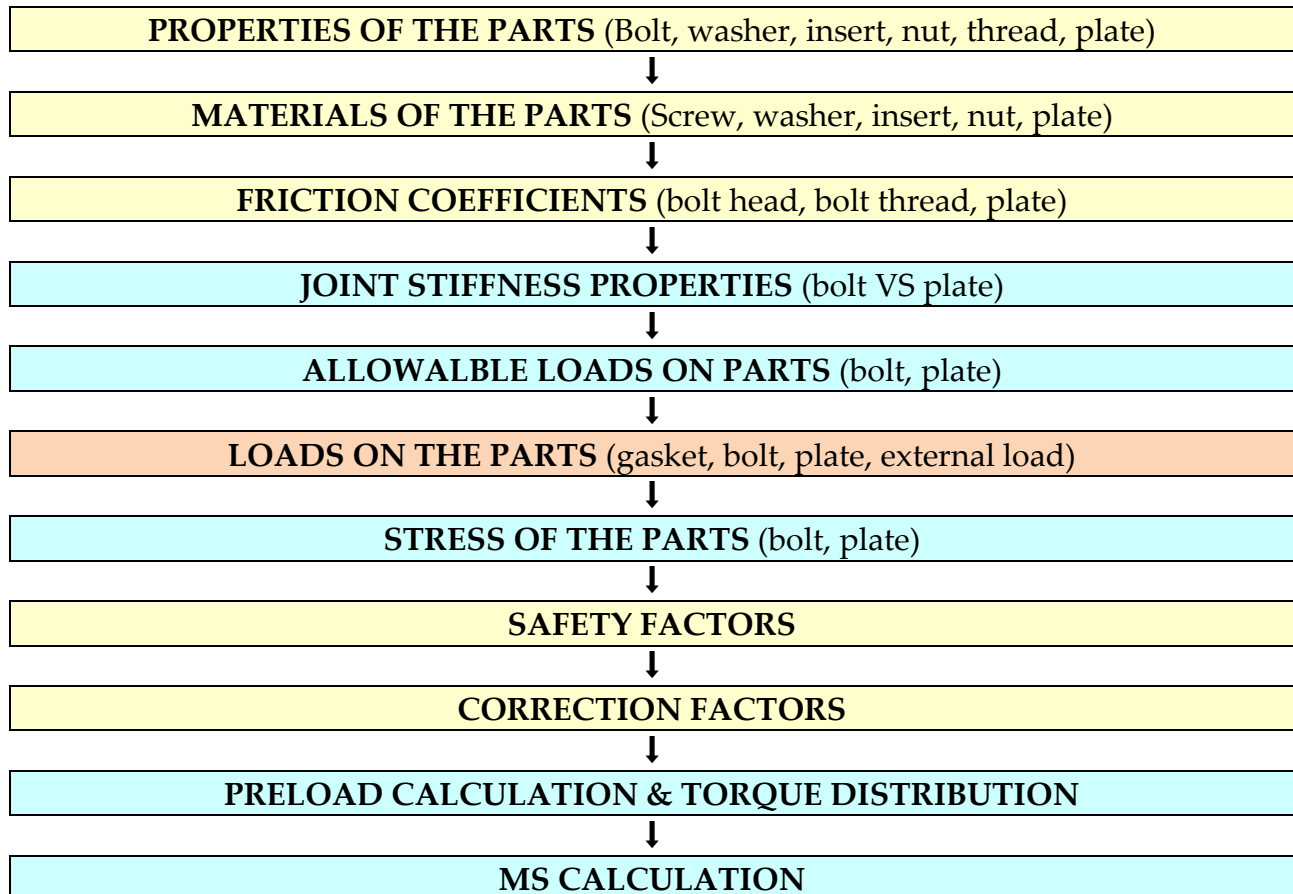 PROPERTIES OF THE PARTS (Bolt, washer, insert, nut, thread, plate)
MATERIALS OF THE PARTS (Screw, washer, insert, nut, plate)
FRICTION COEFFICIENTS (bolt head, bolt thread, plate)
JOINT STIFFNESS PROPERTIES (bolt VS plate)
ALLOWALBLE LOADS ON PARTS (bolt, plate)
LOADS ON THE PARTS (gasket, bolt, plate, external load)
STRESS OF THE PARTS (bolt, plate)
SAFETY FACTORS
CORRECTION FACTORS
PRELOAD CALCULATION & TORQUE DISTRIBUTION
MS CALCULATION